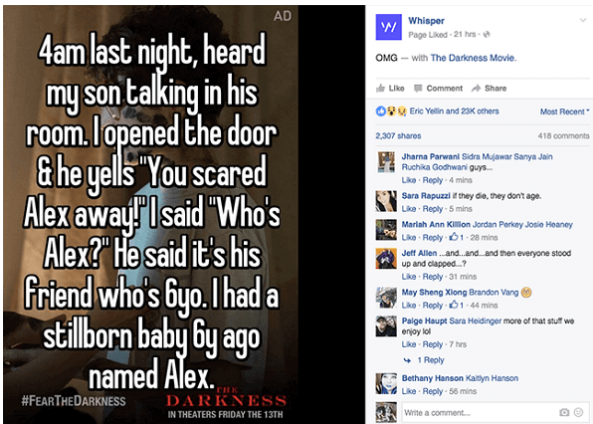 AD
4am last night, heard
my son talking in his
room. I opened the door
& he yells "You scared
Alex away!" I said "Who's
Alex?" He said it's his
friend who's 6yo. I had a
stillborn baby 6y ago
named Alex.
#FEARTHEDARKNESS
THE
DARKNESS
IN THEATERS FRIDAY THE 13TH
Whisper
Page Liked · 21 hrs ·
OMG — with The Darkness Movie.
Like Comment Share
Eric Yellin and 23K others
Most Recent
2,307 shares
418 comments
Jharna Parwani Sidra Mujawar Sanya Jain
Ruchika Godhwani guys...
Like · Reply · 4 mins
Sara Rapuzzi if they die, they don't age.
Like · Reply · 5 mins
Mariah Ann Killion Jordan Perkey Josie Heaney
Like · Reply · 1 · 28 mins
Jeff Allen ...and...and...and then everyone stood
up and clapped...?
Like · Reply · 31 mins
May Sheng Xiong Brandon Vang
Like · Reply · 1 · 44 mins
Paige Haupt Sara Heidinger more of that stuff we
enjoy lol
Like · Reply · 7 hrs
1 Reply
Bethany Hanson Kaitlyn Hanson
Like · Reply · 56 mins
Write a comment...